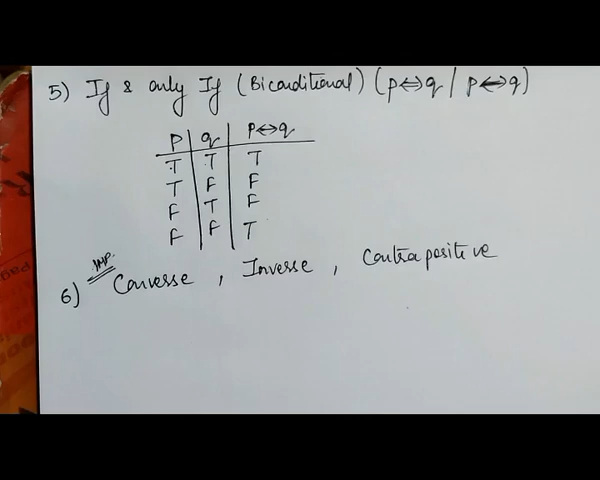 5) If & only If (Biconditional) (p⇔q / p↔q)
p q p↔q
T T T
T F F
F T F
F F T
Imp.
6) Converse, Inverse, Contrapositive